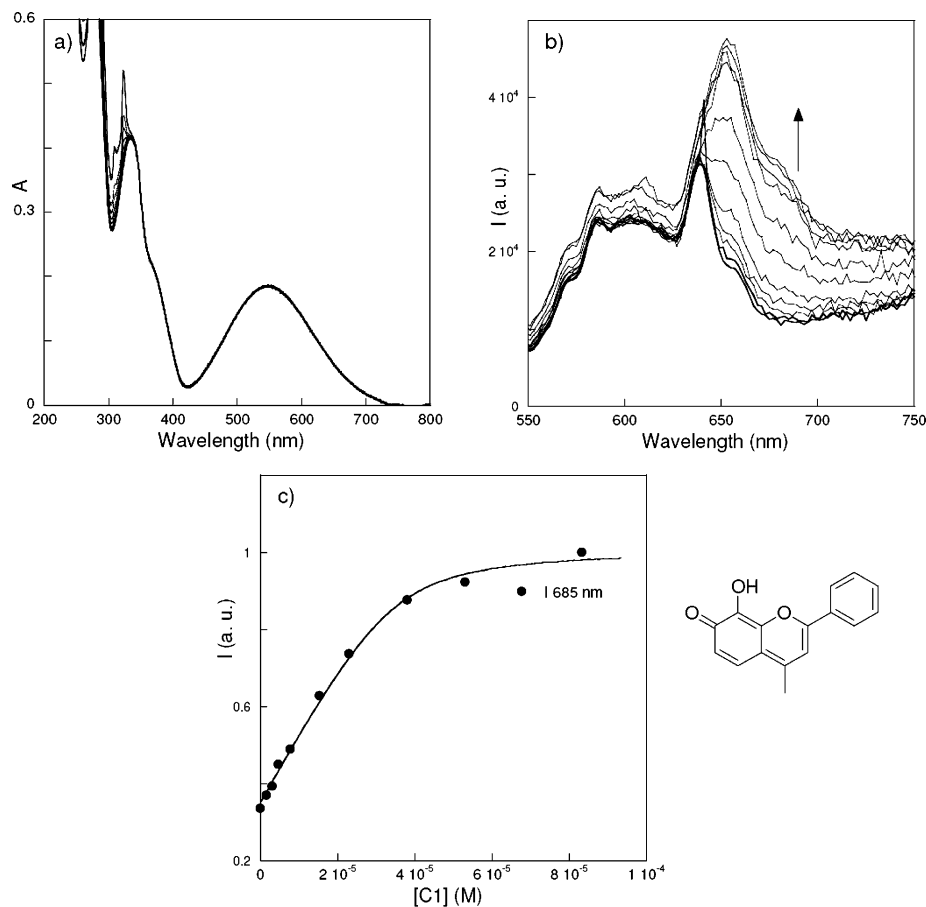 a)
0.6
0.3
0
A
200 300 400 500 600 700 800
Wavelength (nm)
b)
4 10⁴
2 10⁴
0
I (a. u.)
550 600 650 700 750
Wavelength (nm)
c)
1
0.6
0.2
I (a. u.)
I 685 nm
0 2 10⁻⁵ 4 10⁻⁵ 6 10⁻⁵ 8 10⁻⁵ 1 10⁻⁴
[C1] (M)
OH
O
O